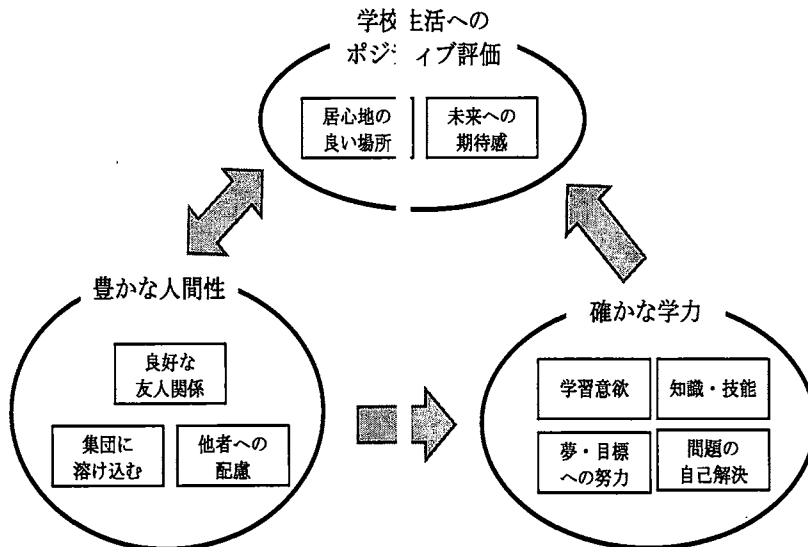 学校生活への
ポジティブ評価
居心地の
良い場所
未来への
期待感
豊かな人間性
良好な
友人関係
集団に
溶け込む
他者への
配慮
確かな学力
学習意欲
知識・技能
夢・目標
への努力
問題の
自己解決